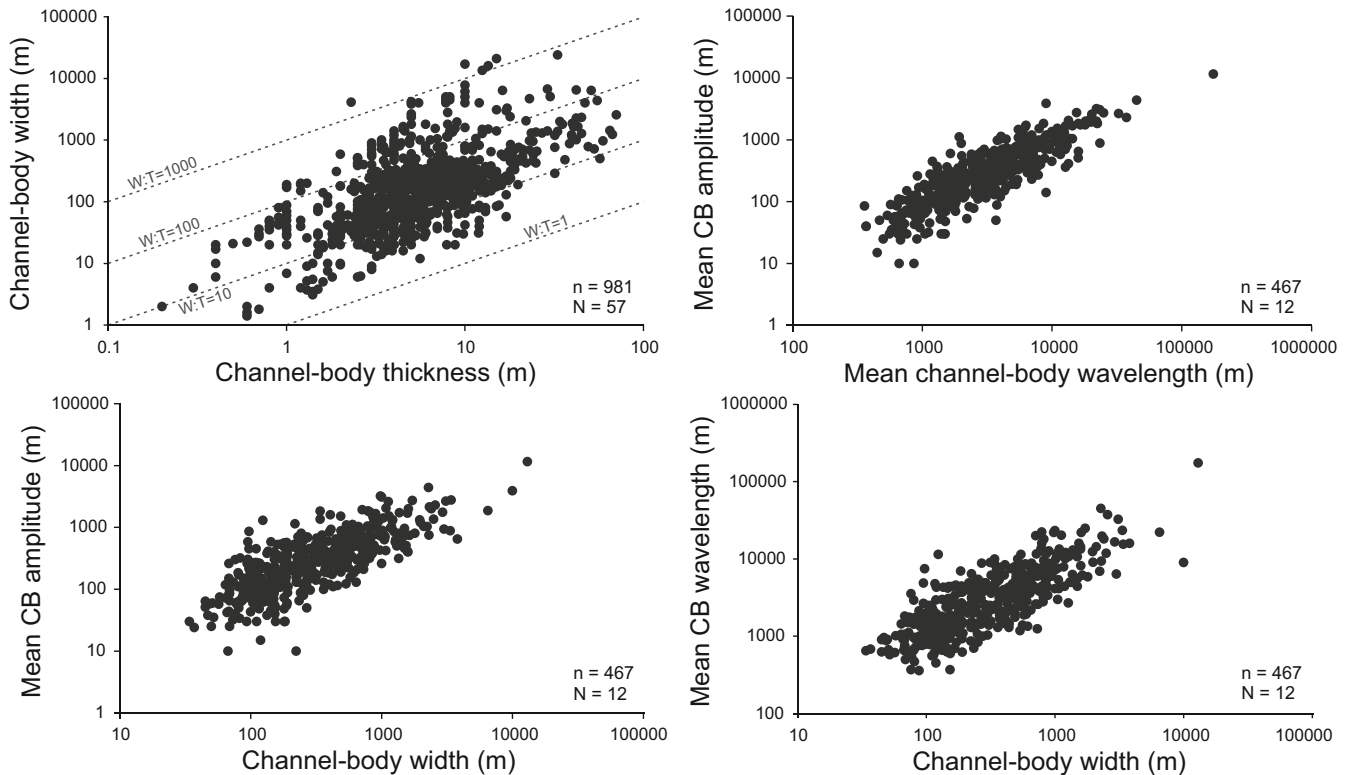 Channel-body width (m)
100000
10000
1000
100
10
1
W:T=1000
W:T=100
W:T=10
W:T=1
n = 981
N = 57
0.1
1
10
100
Channel-body thickness (m)
Mean CB amplitude (m)
100000
10000
1000
100
10
1
n = 467
N = 12
100
1000
10000
100000
1000000
Mean channel-body wavelength (m)
Mean CB amplitude (m)
100000
10000
1000
100
10
1
n = 467
N = 12
10
100
1000
10000
100000
Channel-body width (m)
Mean CB wavelength (m)
1000000
100000
10000
1000
100
n = 467
N = 12
10
100
1000
10000
100000
Channel-body width (m)